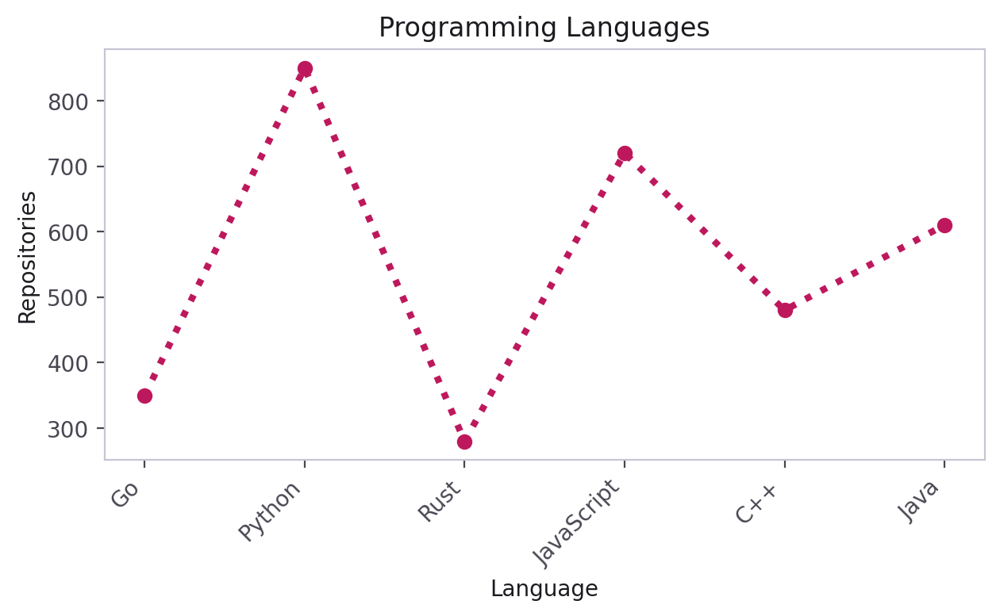 Programming Languages
Repositories
800
700
600
500
400
300
Go
Python
Rust
JavaScript
C++
Java
Language